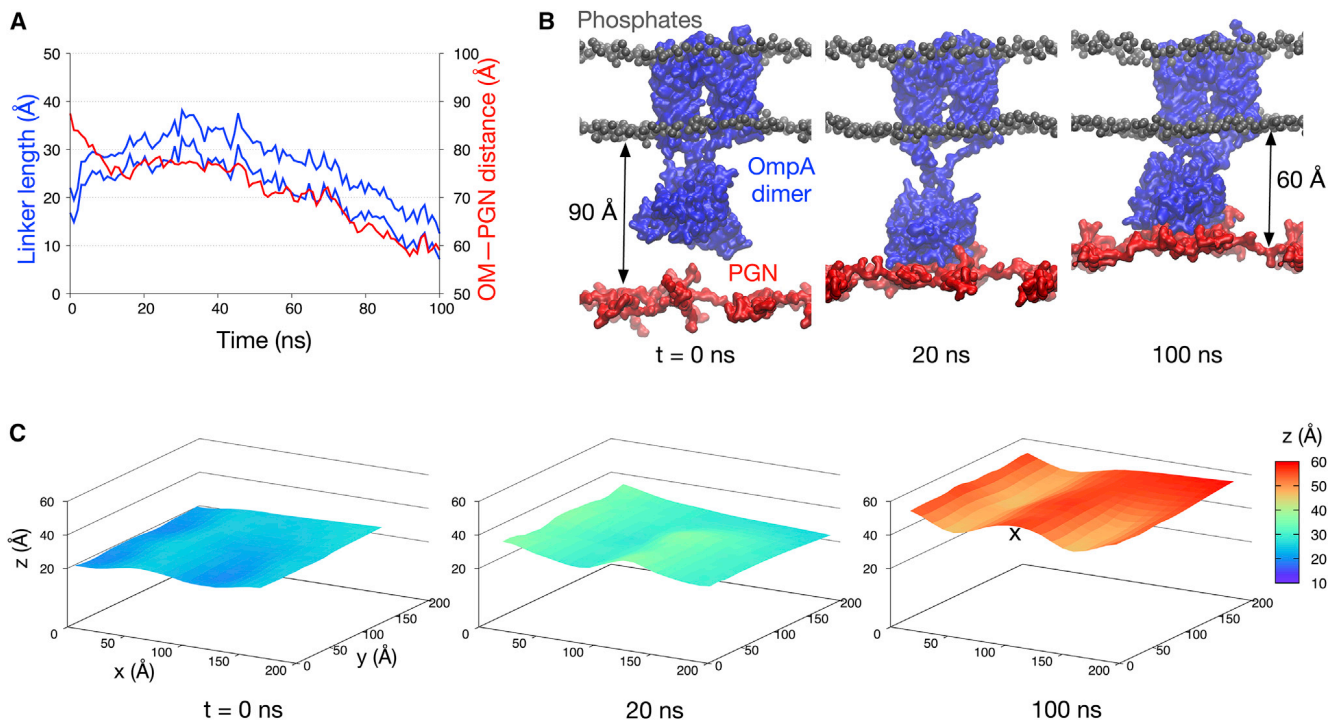 A
Linker length (Å)
50
40
30
20
10
0
100
90
80
70
60
50
OM—PGN distance (Å)
0 20 40 60 80 100
Time (ns)
B
Phosphates
OmpA
dimer
90 Å
PGN
60 Å
t = 0 ns
20 ns
100 ns
C
z (Å)
60
40
20
0
50
100
150
200
x (Å)
0
50
100
150
200
y (Å)
t = 0 ns
60
40
20
0
50
100
150
200
0
50
100
150
200
20 ns
60
40
20
x
0
50
100
150
200
0
50
100
150
200
100 ns
z (Å)
60
50
40
30
20
10